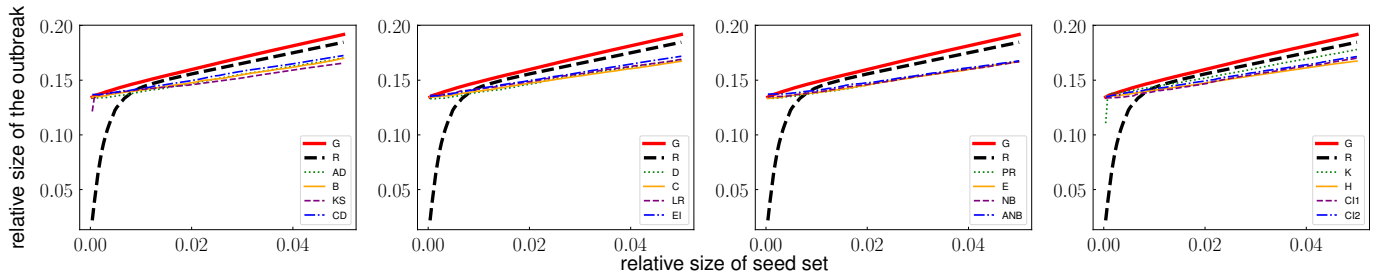 relative size of the outbreak
0.20
0.15
0.10
0.05
0.00
0.02
0.04
G
R
AD
B
KS
CD
0.20
0.15
0.10
0.05
0.00
0.02
0.04
G
R
D
C
LR
EI
0.20
0.15
0.10
0.05
0.00
0.02
0.04
G
R
PR
E
NB
ANB
0.20
0.15
0.10
0.05
0.00
0.02
0.04
G
R
K
H
CI1
CI2
relative size of seed set